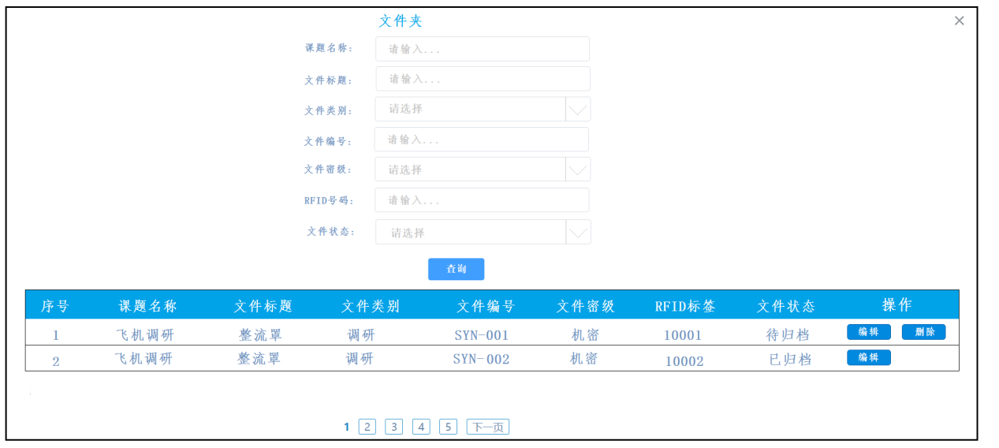 文件夹 ×
课题名称： 请输入...
文件标题： 请输入...
文件类别： 请选择
文件编号： 请输入...
文件密级： 请选择
RFID号码： 请输入...
文件状态： 请选择
查询
序号 课题名称 文件标题 文件类别 文件编号 文件密级 RFID标签 文件状态 操作
1 飞机调研 整流罩 调研 SYN-001 机密 10001 待归档 编辑 删除
2 飞机调研 整流罩 调研 SYN-002 机密 10002 已归档 编辑
1 2 3 4 5 下一页